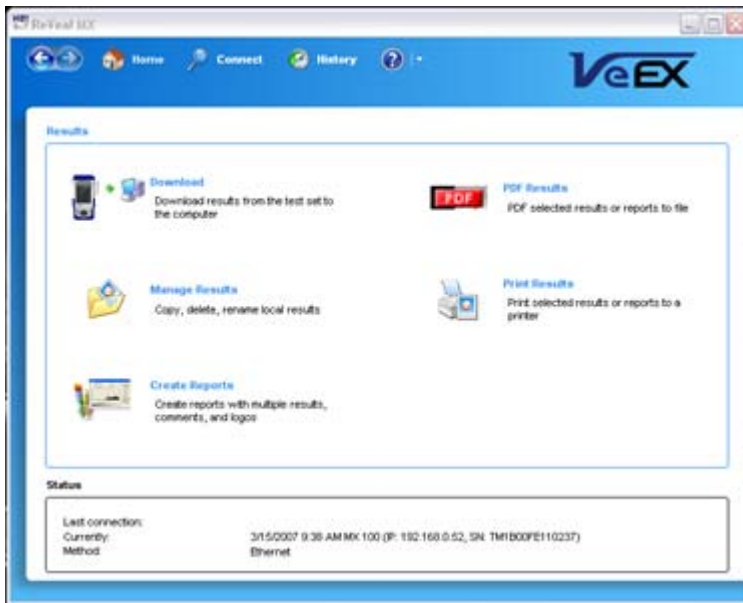 ReVeal MX
Home Connect History ?
VeEX
Results
Download
Download results from the test set to
the computer
PDF
PDF Results
PDF selected results or reports to file
Manage Results
Copy, delete, rename local results
Print Results
Print selected results or reports to a
printer
Create Reports
Create reports with multiple results,
comments, and logos
Status
Last connection:
Currently: 3/15/2007 9:38 AM MX 100 (IP: 192.168.0.52, SN: TM1B00FE110237)
Method: Ethernet